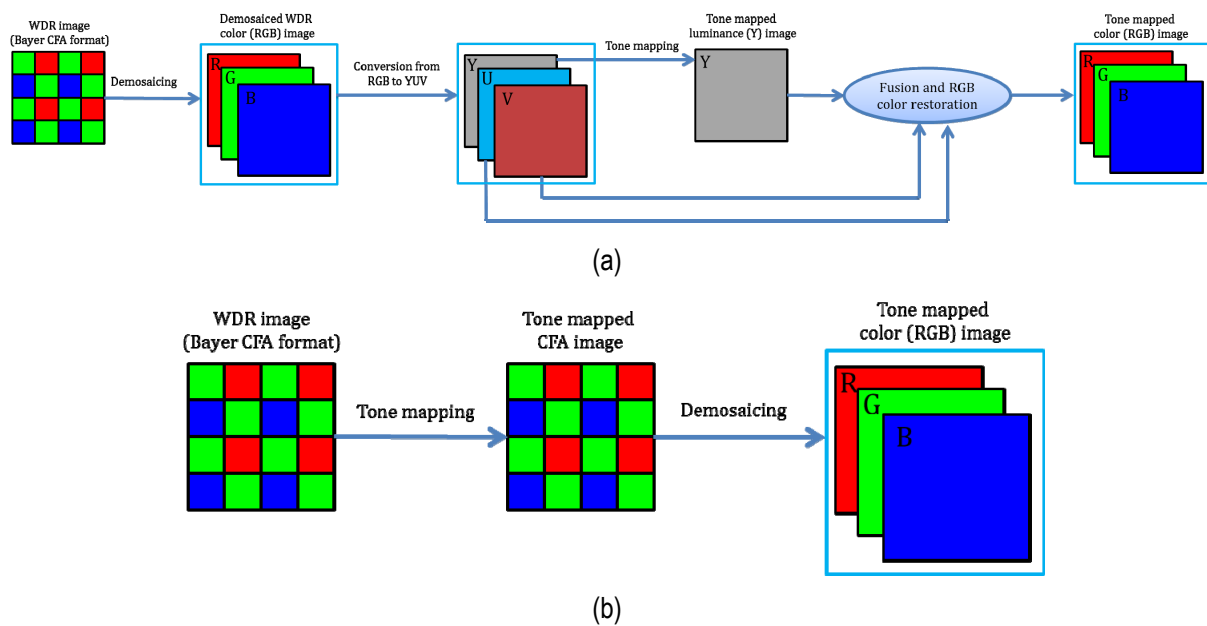 WDR image
(Bayer CFA format)
Demosaicing
Demosaiced WDR
color (RGB) image
R
G
B
Conversion from
RGB to YUV
Y
U
V
Tone mapping
Tone mapped
luminance (Y) image
Y
Fusion and RGB
color restoration
Tone mapped
color (RGB) image
R
G
B
(a)
WDR image
(Bayer CFA format)
Tone mapping
Tone mapped
CFA image
Demosaicing
Tone mapped
color (RGB) image
R
G
B
(b)